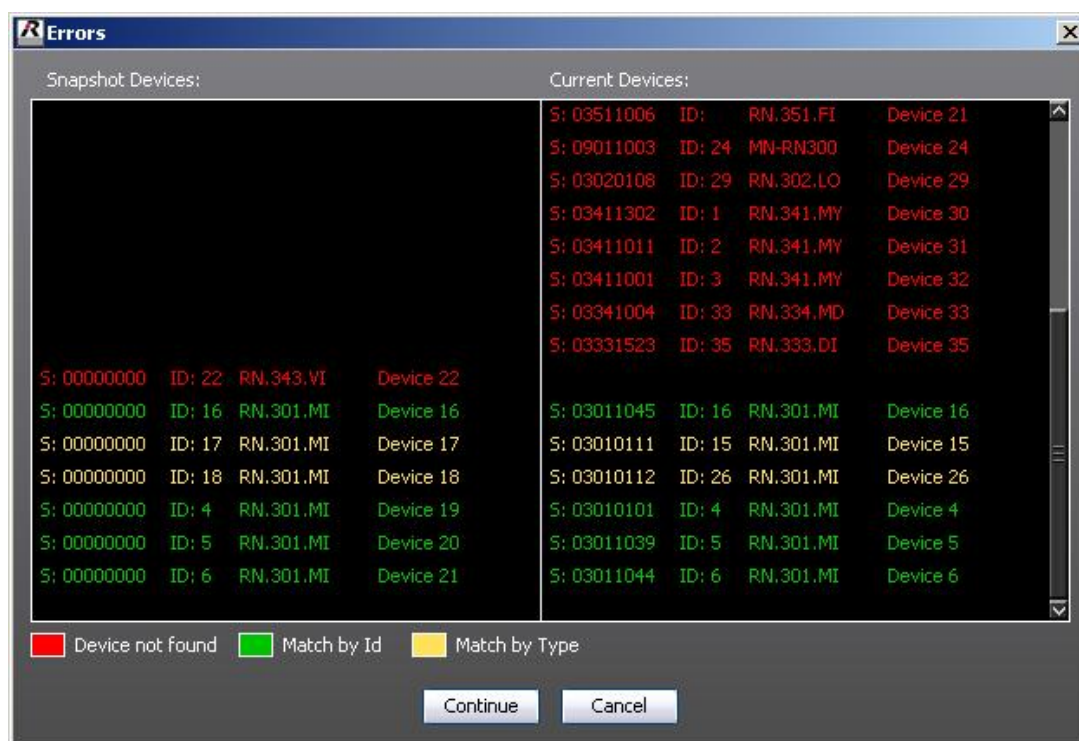 R Errors
Snapshot Devices: Current Devices:
S: 03511006 ID: RN.351.FI Device 21
S: 09011003 ID: 24 MN-RN300 Device 24
S: 03020108 ID: 29 RN.302.LO Device 29
S: 03411302 ID: 1 RN.341.MY Device 30
S: 03411011 ID: 2 RN.341.MY Device 31
S: 03411001 ID: 3 RN.341.MY Device 32
S: 03341004 ID: 33 RN.334.MD Device 33
S: 03331523 ID: 35 RN.333.DI Device 35
S: 00000000 ID: 22 RN.343.VI Device 22
S: 00000000 ID: 16 RN.301.MI Device 16 S: 03011045 ID: 16 RN.301.MI Device 16
S: 00000000 ID: 17 RN.301.MI Device 17 S: 03010111 ID: 15 RN.301.MI Device 15
S: 00000000 ID: 18 RN.301.MI Device 18 S: 03010112 ID: 26 RN.301.MI Device 26
S: 00000000 ID: 4 RN.301.MI Device 19 S: 03010101 ID: 4 RN.301.MI Device 4
S: 00000000 ID: 5 RN.301.MI Device 20 S: 03011039 ID: 5 RN.301.MI Device 5
S: 00000000 ID: 6 RN.301.MI Device 21 S: 03011044 ID: 6 RN.301.MI Device 6
Device not found Match by Id Match by Type
Continue Cancel